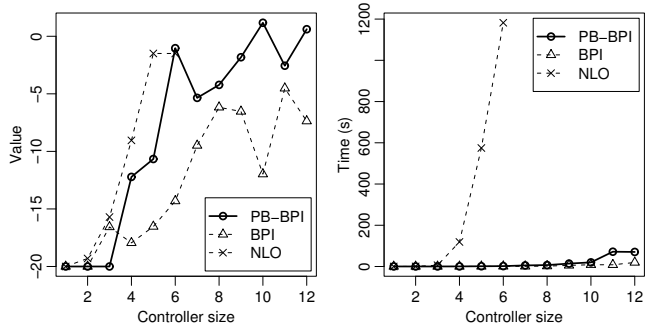 Value
0
−5
−10
−15
−20
2 4 6 8 10 12
Controller size
PB−BPI
BPI
NLO
Time (s)
1200
800
600
400
200
0
2 4 6 8 10 12
Controller size
PB−BPI
BPI
NLO